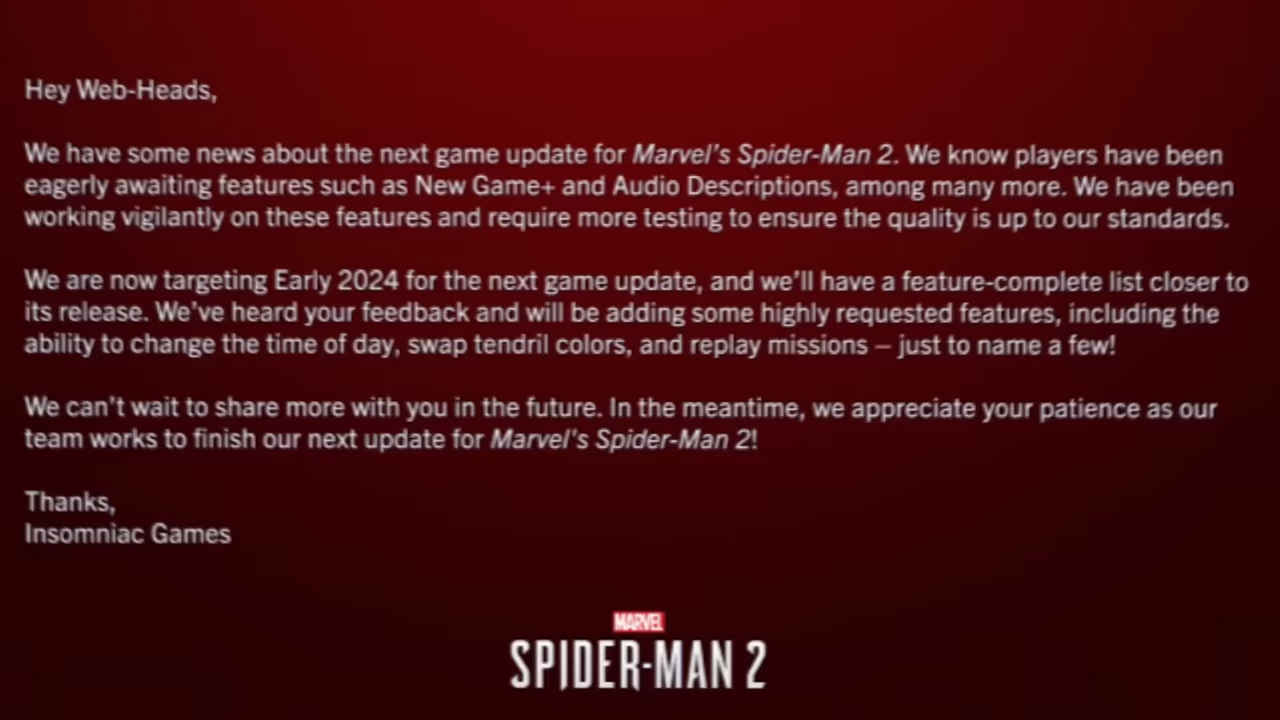 Hey Web-Heads,
We have some news about the next game update for Marvel's Spider-Man 2. We know players have been
eagerly awaiting features such as New Game+ and Audio Descriptions, among many more. We have been
working vigilantly on these features and require more testing to ensure the quality is up to our standards.
We are now targeting Early 2024 for the next game update, and we'll have a feature-complete list closer to
its release. We've heard your feedback and will be adding some highly requested features, including the
ability to change the time of day, swap tendril colors, and replay missions – just to name a few!
We can't wait to share more with you in the future. In the meantime, we appreciate your patience as our
team works to finish our next update for Marvel's Spider-Man 2!
Thanks,
Insomniac Games
MARVEL
SPIDER-MAN 2